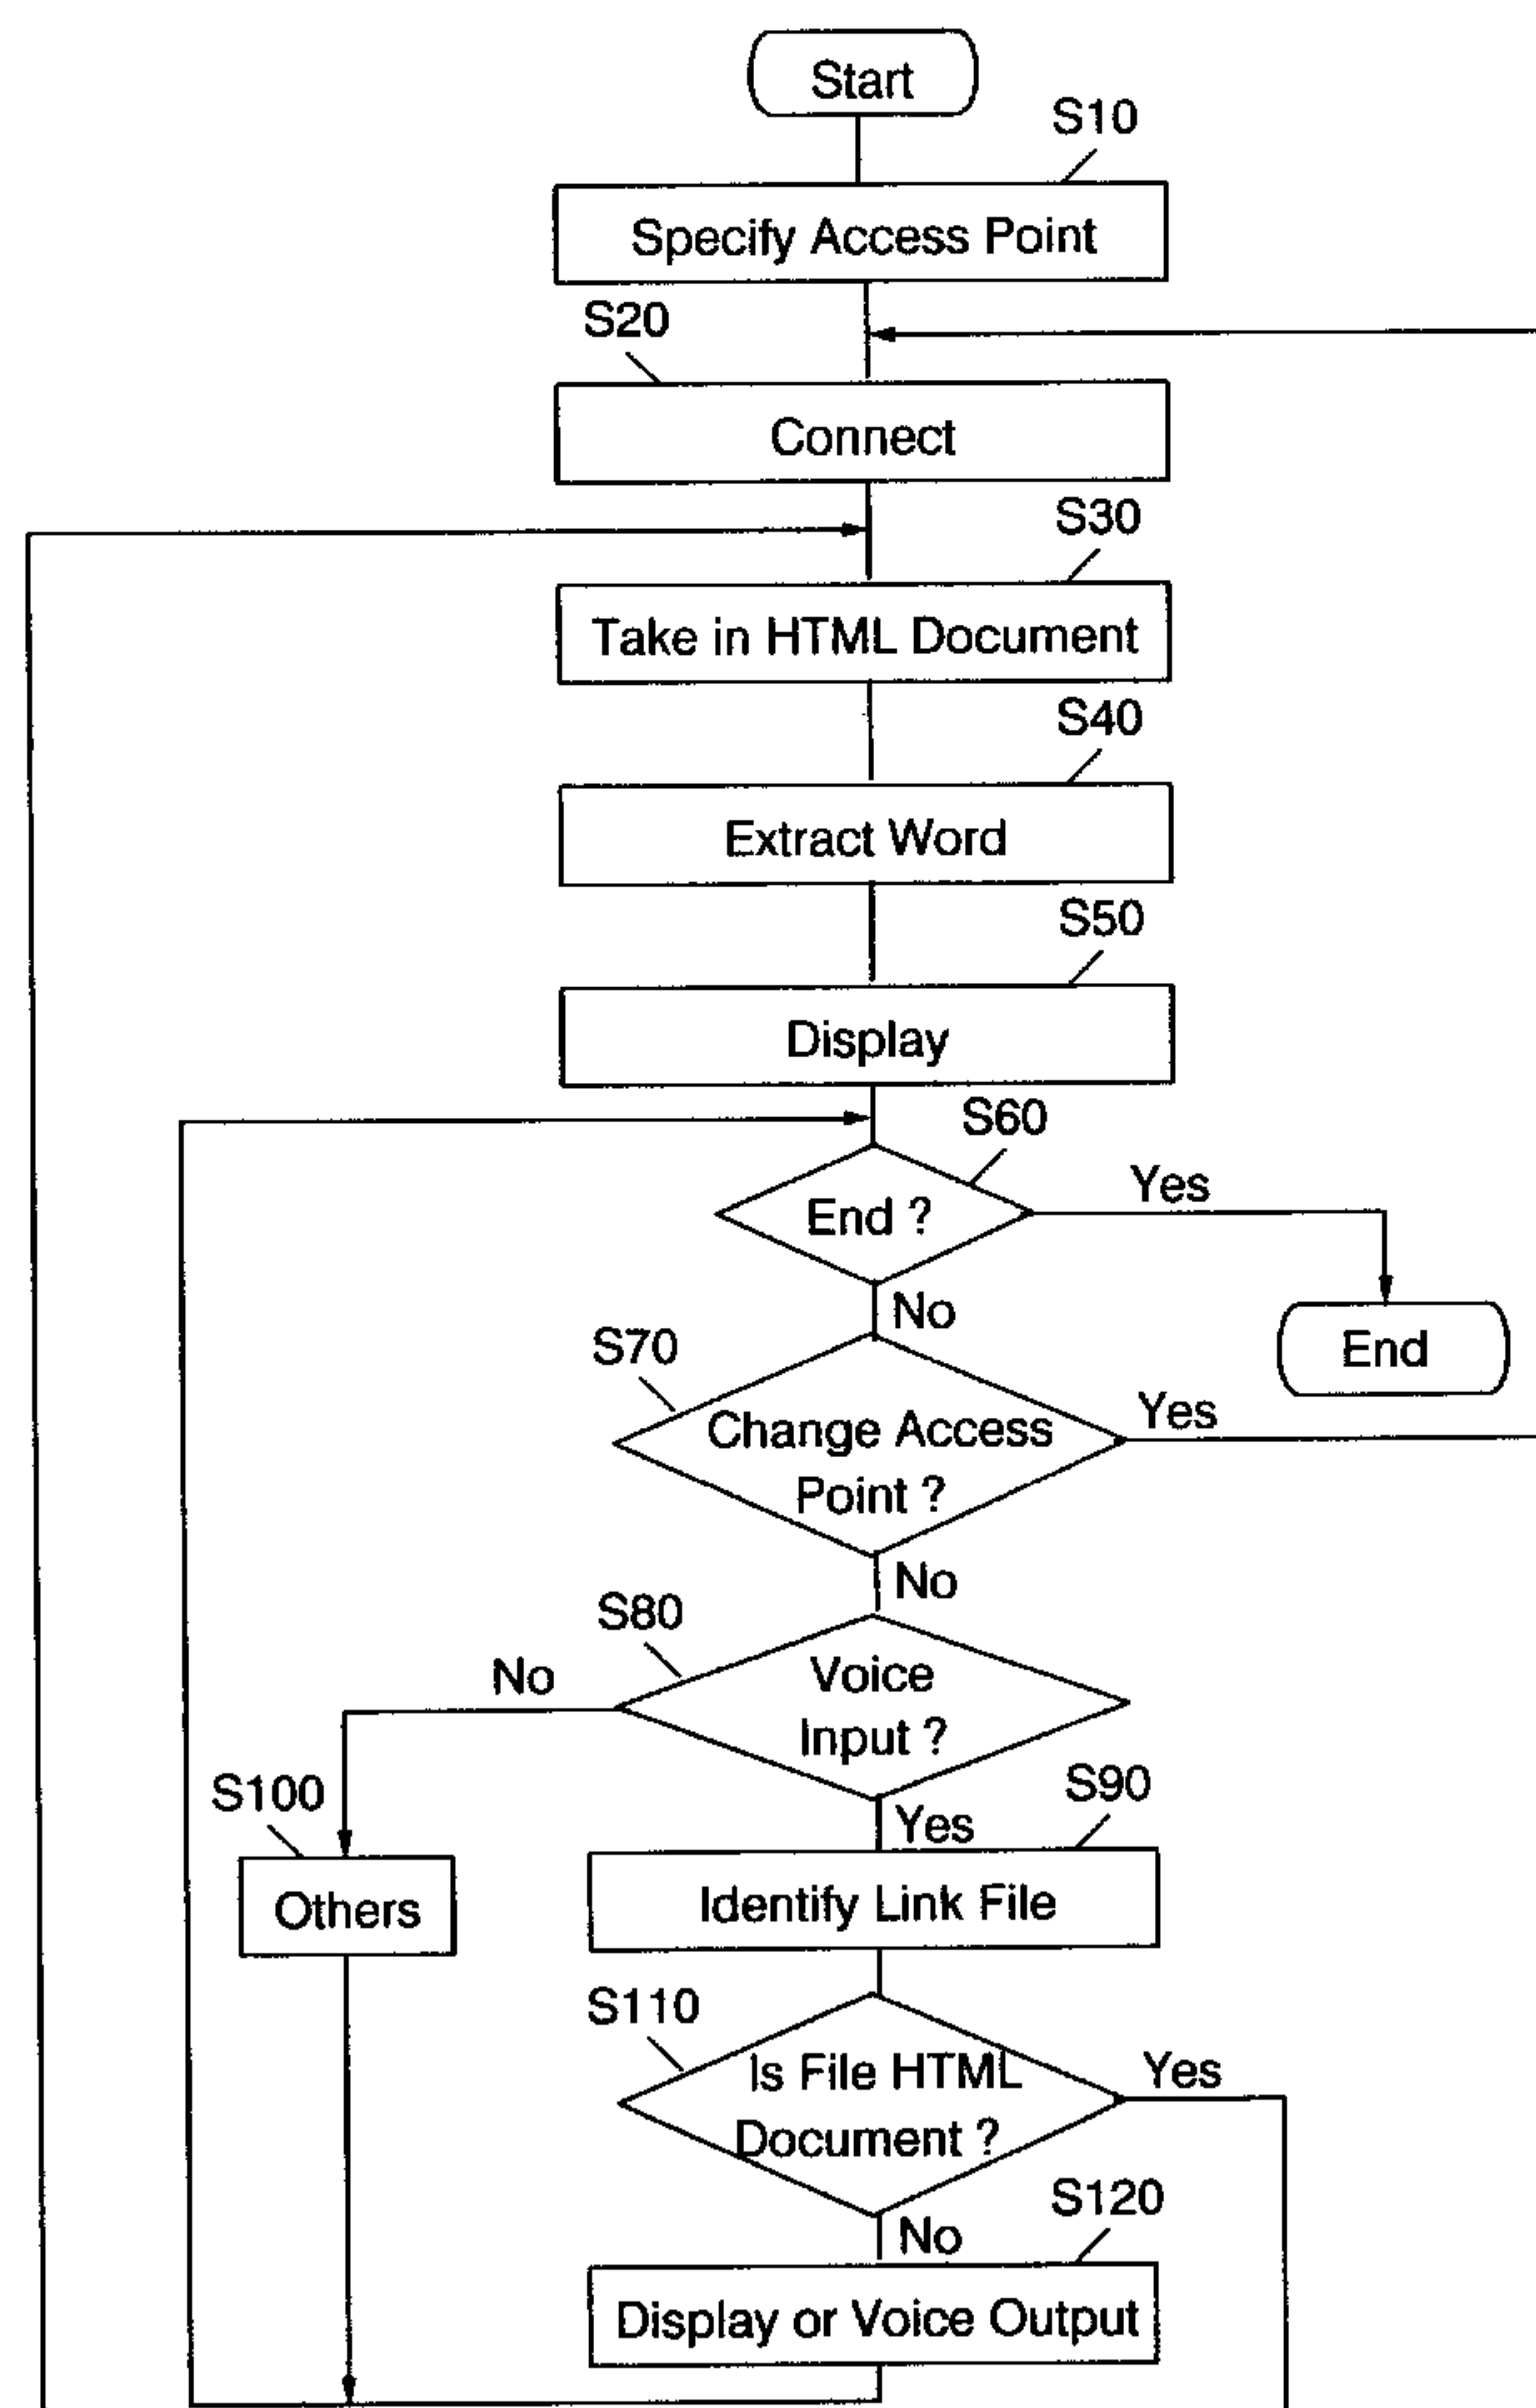 Start
S10
Specify Access Point
S20
Connect
S30
Take in HTML Document
S40
Extract Word
S50
Display
S60
End ?
Yes
No
End
S70
Change Access
Point ?
Yes
No
S80
Voice
Input ?
No
Yes
S100
Others
S90
Identify Link File
S110
Is File HTML
Document ?
Yes
No
S120
Display or Voice Output